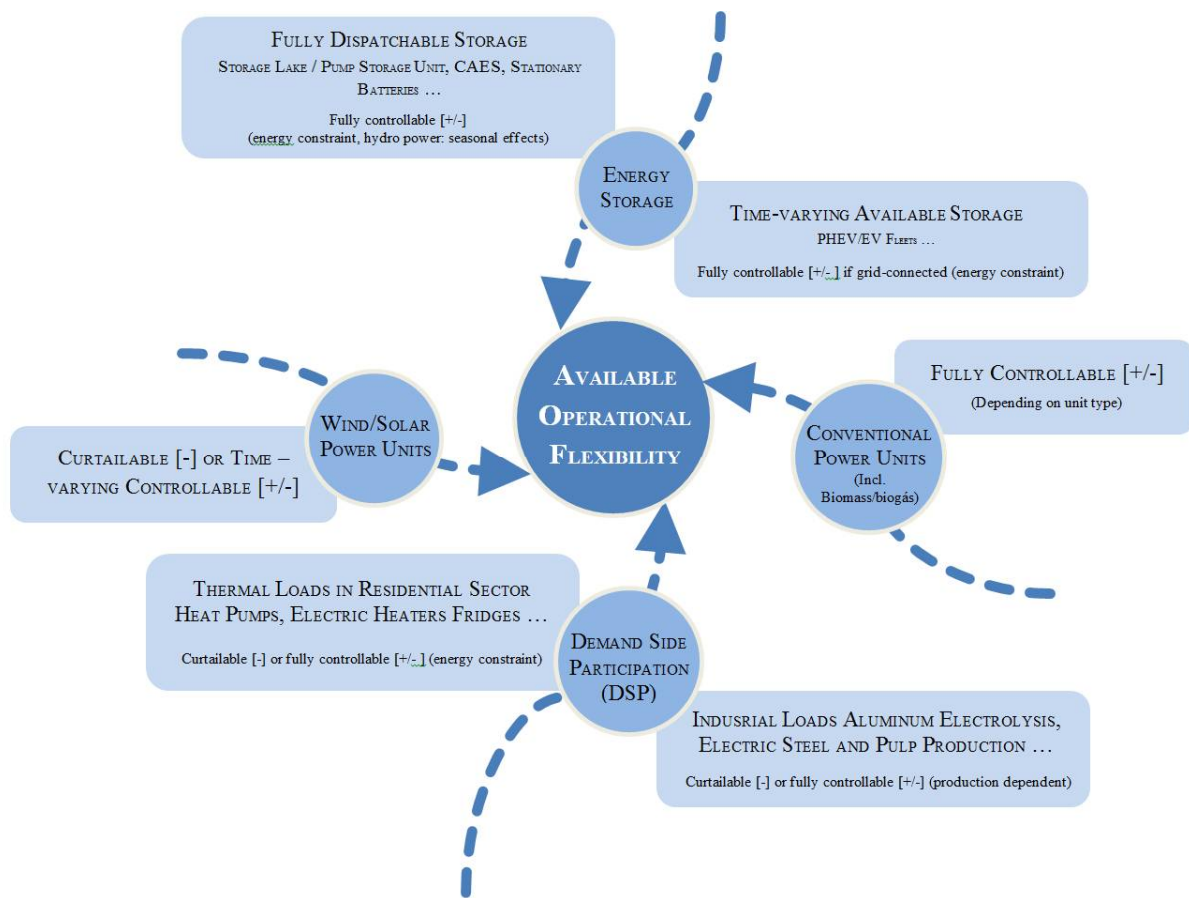 Fully Dispatchable Storage
Storage Lake / Pump Storage Unit, CAES, Stationary
Batteries …
Fully controllable [+/-]
(energy constraint, hydro power: seasonal effects)
Energy
Storage
Time-varying Available Storage
PHEV/EV Fleets …
Fully controllable [+/- ] if grid-connected (energy constraint)
Available
Operational
Flexibility
Fully Controllable [+/-]
(Depending on unit type)
Conventional
Power Units
(Incl.
Biomass/biogás)
Wind/Solar
Power Units
Curtailable [-] or Time –
varying Controllable [+/-]
Thermal Loads in Residential Sector
Heat Pumps, Electric Heaters Fridges …
Curtailable [-] or fully controllable [+/- ] (energy constraint)
Demand Side
Participation
(DSP)
Indusrial Loads Aluminum Electrolysis,
Electric Steel and Pulp Production …
Curtailable [-] or fully controllable [+/-] (production dependent)